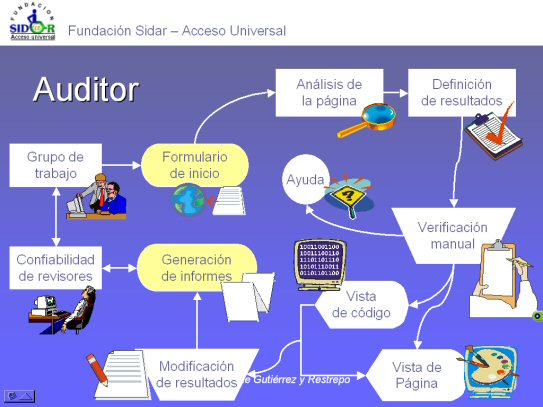 FUNDACIÓN
SIDAR
Acceso universal
Fundación Sidar – Acceso Universal
Auditor
Análisis de
la página
Definición
de resultados
Grupo de
trabajo
Formulario
de inicio
Ayuda
?
Verificación
manual
Confiabilidad
de revisores
Generación
de informes
10011001100
10011100110
11101101110
10101110011
01101101110
Vista
de código
Modificación
de resultados
e Gutiérrez y Restrepo
Vista de
Página